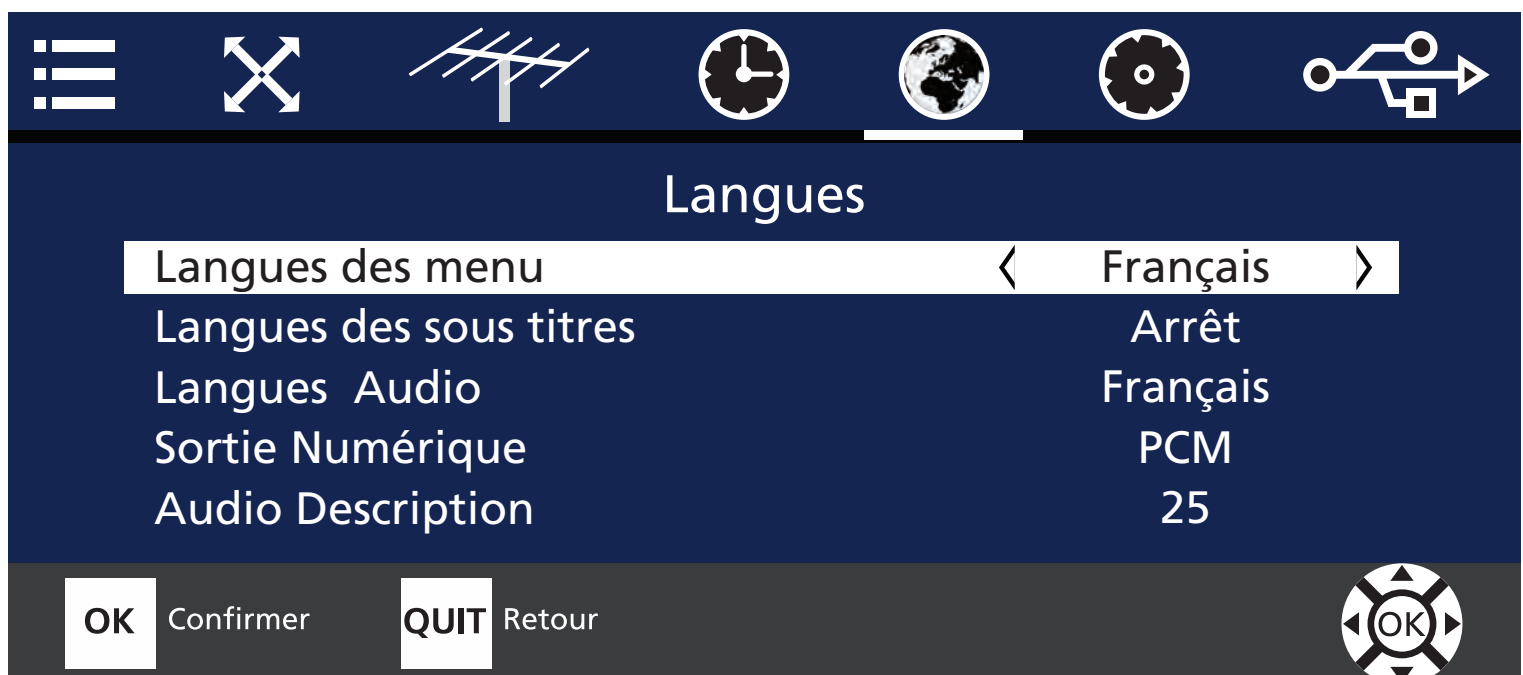 Langues
Langues des menu Français
Langues des sous titres Arrêt
Langues Audio Français
Sortie Numérique PCM
Audio Description 25
OK Confirmer QUIT Retour OK